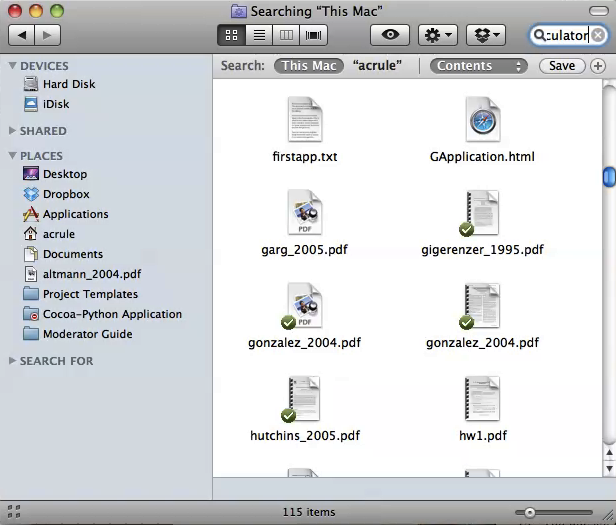 Searching “This Mac”
culator
Search: This Mac “acrule” Contents Save
DEVICES
Hard Disk
iDisk
SHARED
PLACES
Desktop
Dropbox
Applications
acrule
Documents
altmann_2004.pdf
Project Templates
Cocoa-Python Application
Moderator Guide
SEARCH FOR
firstapp.txt
GApplication.html
PDF
garg_2005.pdf
gigerenzer_1995.pdf
PDF
gonzalez_2004.pdf
gonzalez_2004.pdf
hutchins_2005.pdf
hw1.pdf
115 items